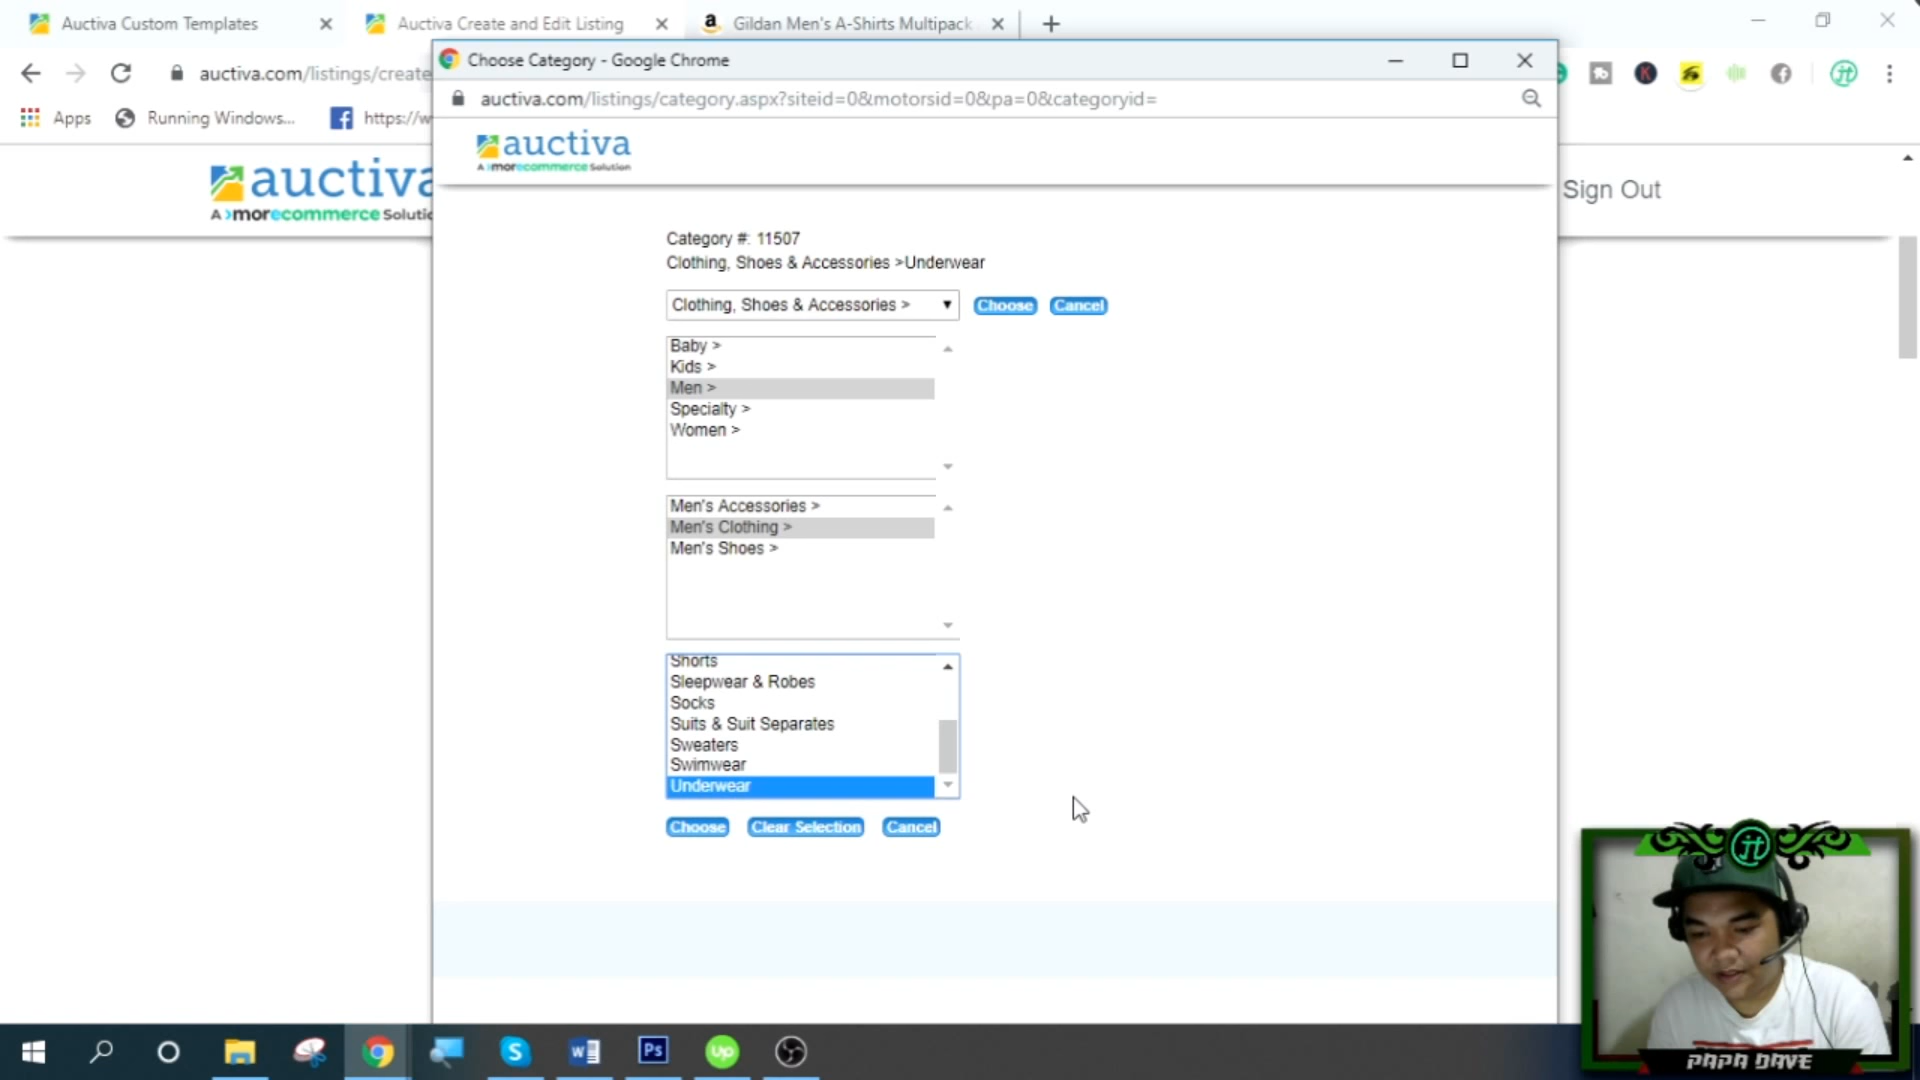 Auctiva Custom Templates
Auctiva Create and Edit Listing
a
Gildan Men's A-Shirts Multipack
Choose Category - Google Chrome
auctiva.com/listings/create
auctiva.com/listings/category.aspx?siteid=0&motorsid=0&pa=0&categoryid=
Apps
Running Windows...
https://w
auctiva
A >morecommerce Solution
auctiva
A >morecommerce Soluti
Sign Out
Category #: 11507
Clothing, Shoes & Accessories >Underwear
Clothing, Shoes & Accessories >
Choose
Cancel
Baby >
Kids >
Men >
Specialty >
Women >
Men's Accessories >
Men's Clothing >
Men's Shoes >
Shorts
Sleepwear & Robes
Socks
Suits & Suit Separates
Sweaters
Swimwear
Underwear
Choose
Clear Selection
Cancel
jt
PAPA DAVE
S
W
Ps
Up